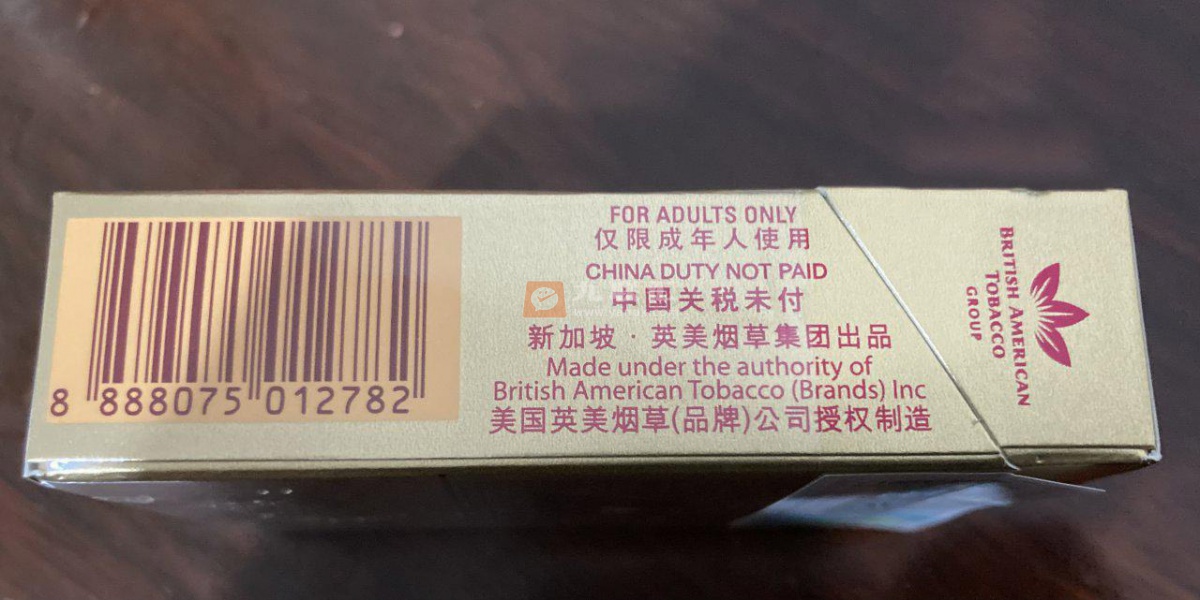 FOR ADULTS ONLY
仅限成年人使用
CHINA DUTY NOT PAID
中国关税未付
新加坡 · 英美烟草集团出品
Made under the authority of
British American Tobacco (Brands) Inc
美国英美烟草(品牌)公司授权制造
8 888075 012782
BRITISH AMERICAN
TOBACCO
GROUP